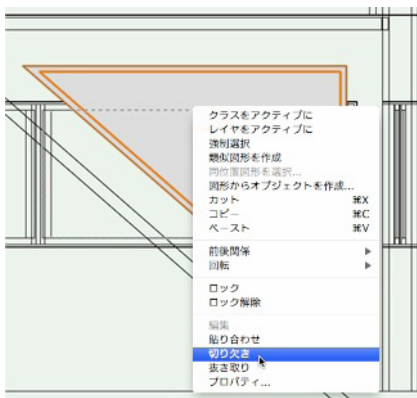 クラスをアクティブに
レイヤをアクティブに
強制選択
類似図形を作成
同位置図形を選択...
図形からオブジェクトを作成...
カット ⌘X
コピー ⌘C
ペースト ⌘V
前後関係 ▶
回転 ▶
ロック
ロック解除
編集
貼り合わせ
切り欠き
抜き取り
プロパティ...